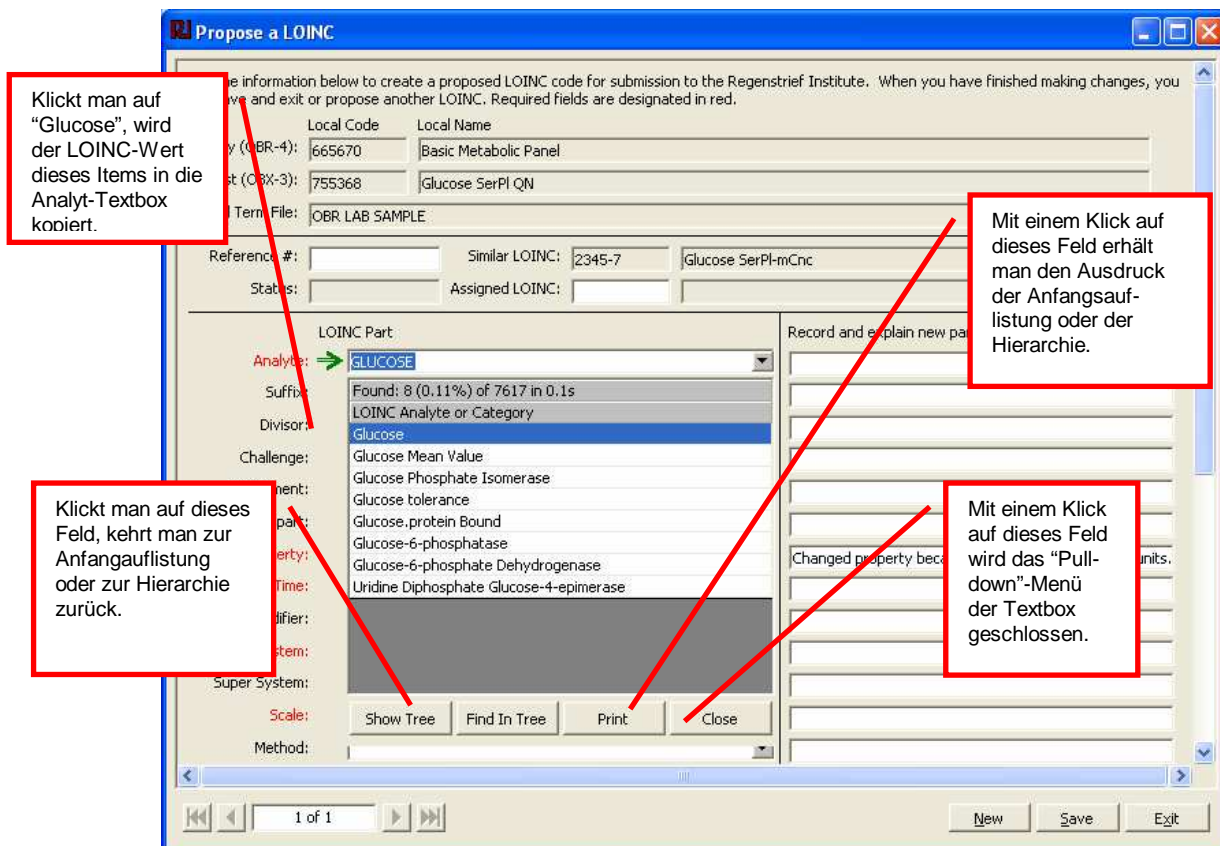 Propose a LOINC
e information below to create a proposed LOINC code for submission to the Regenstrief Institute. When you have finished making changes, you
ve and exit or propose another LOINC. Required fields are designated in red.
Klickt man auf
“Glucose”, wird
der LOINC-Wert
dieses Items in die
Analyt-Textbox
kopiert.
Local Code Local Name
(OBR-4): 665670 Basic Metabolic Panel
st (OBX-3): 755368 Glucose SerPl QN
Term File: OBR LAB SAMPLE
Mit einem Klick auf
dieses Feld erhält
man den Ausdruck
der Anfangsauf-
listung oder der
Hierarchie.
Reference #: Similar LOINC: 2345-7 Glucose SerPl-mCnc
Status: Assigned LOINC:
LOINC Part Record and explain new par
Analyte: GLUCOSE
Suffix: Found: 8 (0.11%) of 7617 in 0.1s
LOINC Analyte or Category
Divisor: Glucose
Challenge: Glucose Mean Value
Glucose Phosphate Isomerase
ment: Glucose tolerance
part: Glucose.protein Bound
Glucose-6-phosphatase
erty: Glucose-6-phosphate Dehydrogenase Changed property beca units.
Time: Uridine Diphosphate Glucose-4-epimerase
difier:
stem:
Klickt man auf dieses
Feld, kehrt man zur
Anfangauflistung
oder zur Hierarchie
zurück.
Mit einem Klick
auf dieses Feld
wird das “Pull-
down”-Menü
der Textbox
geschlossen.
Super System:
Scale: Show Tree Find In Tree Print Close
Method:
1 of 1 New Save Exit